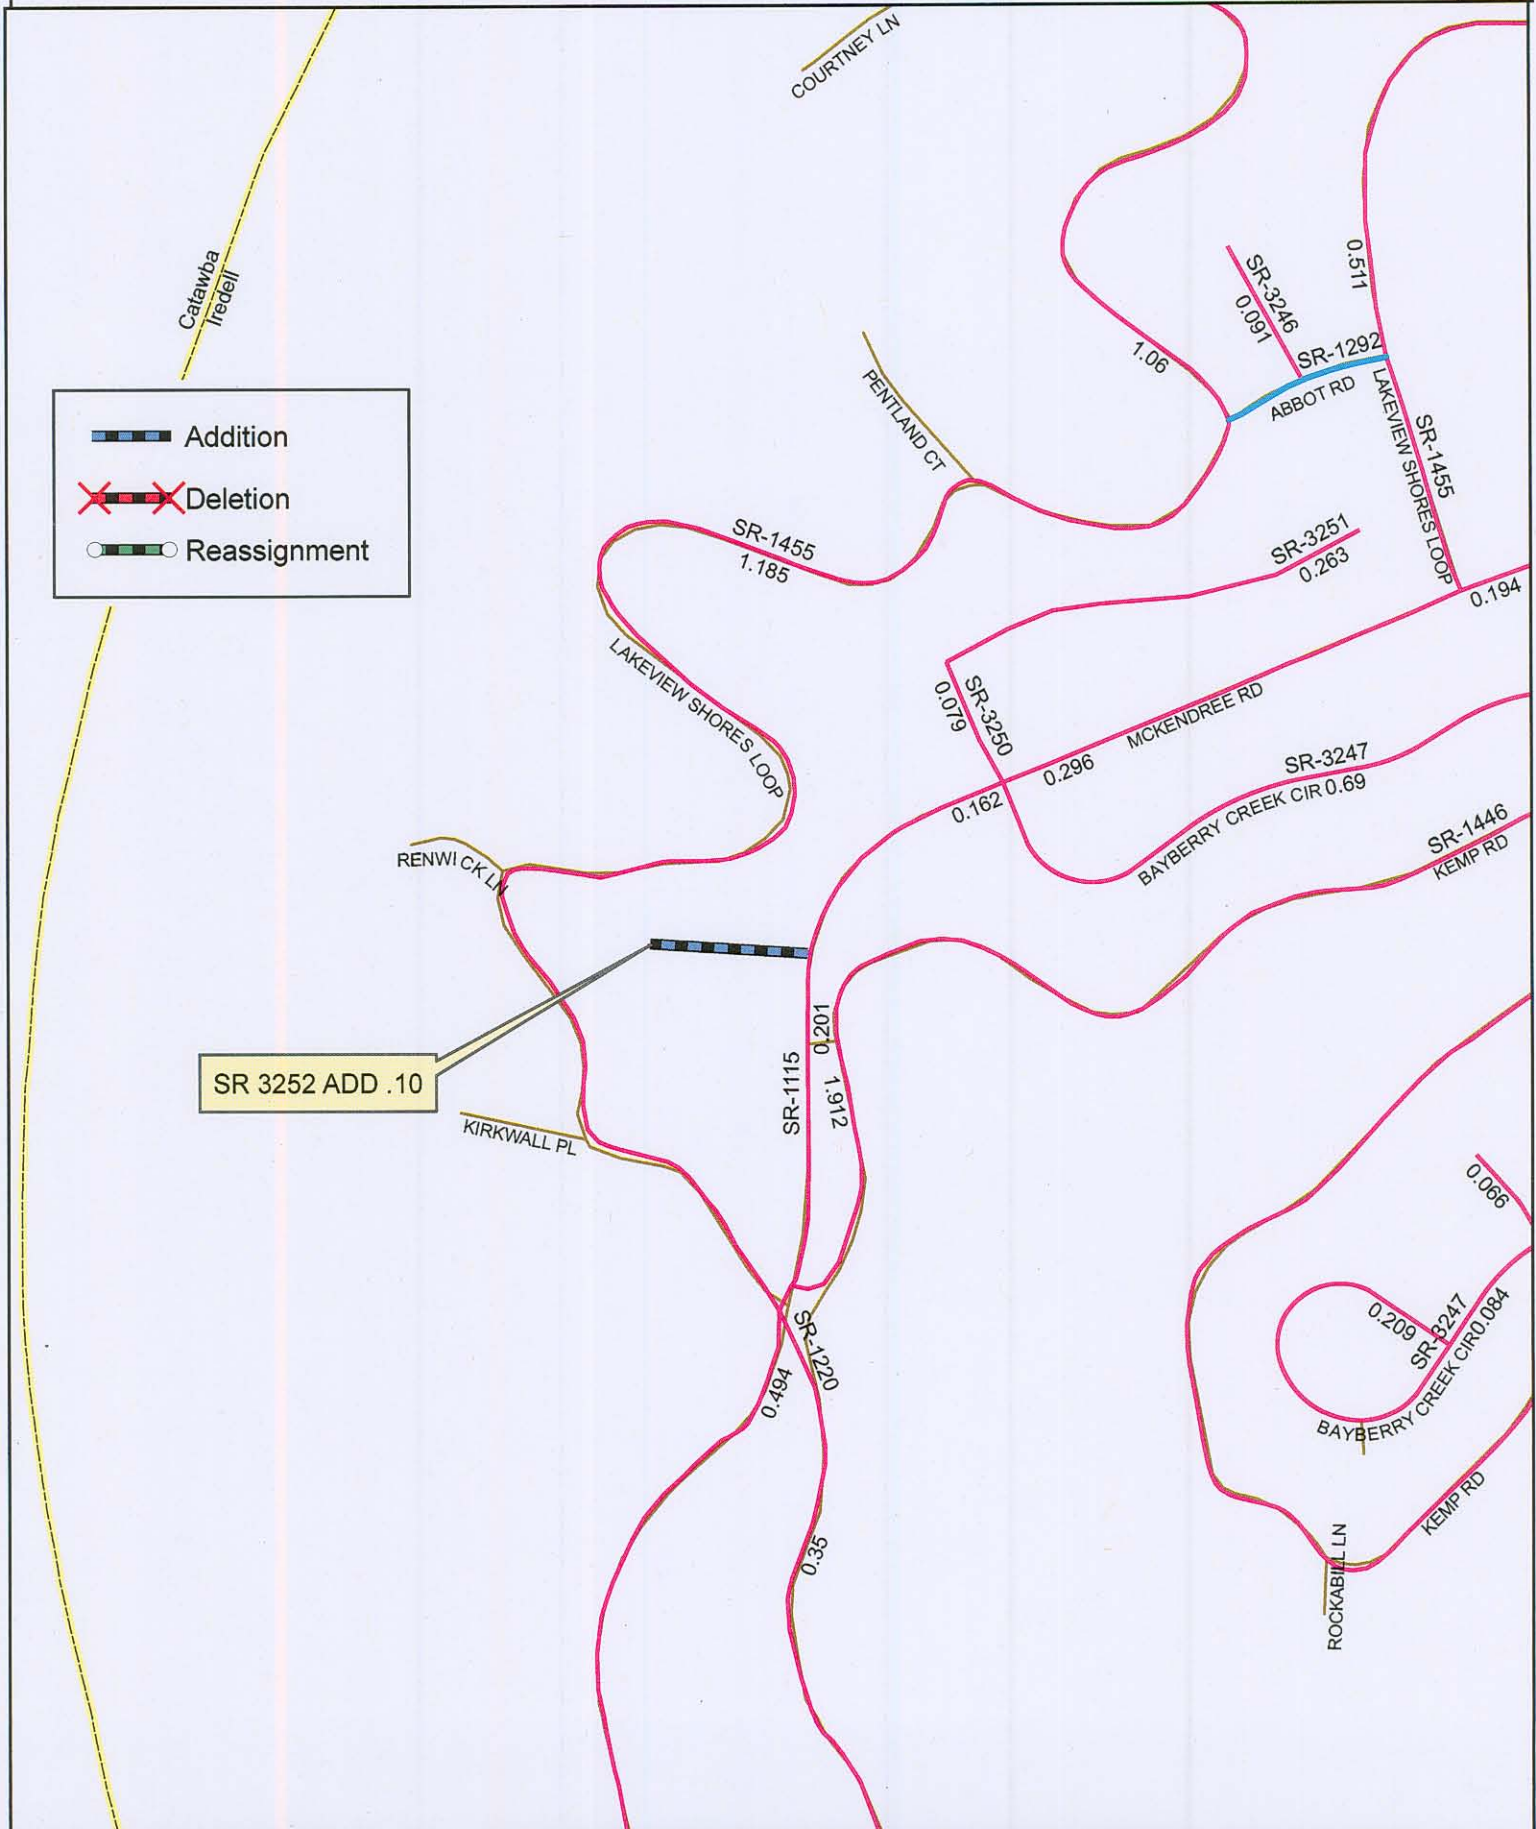 COURTNEY LN
Catawba
Iredell
0.511
SR-3246
0.091
SR-1292
ABBOT RD
1.06
PENTLAND CT
LAKEVIEW SHORES LOOP
SR-1455
Addition
Deletion
Reassignment
SR-1455
1.185
SR-3251
0.263
0.194
LAKEVIEW SHORES LOOP
SR-3250
0.079
MCKENDREE RD
0.296
0.162
SR-3247
BAYBERRY CREEK CIR 0.69
SR-1446
KEMP RD
RENWICK LN
0.201
SR-1115
1.912
SR 3252 ADD .10
KIRKWALL PL
0.066
SR-1220
0.494
0.209
SR-3247
BAYBERRY CREEK CIR 0.084
KEMP RD
0.35
ROCKABILL LN